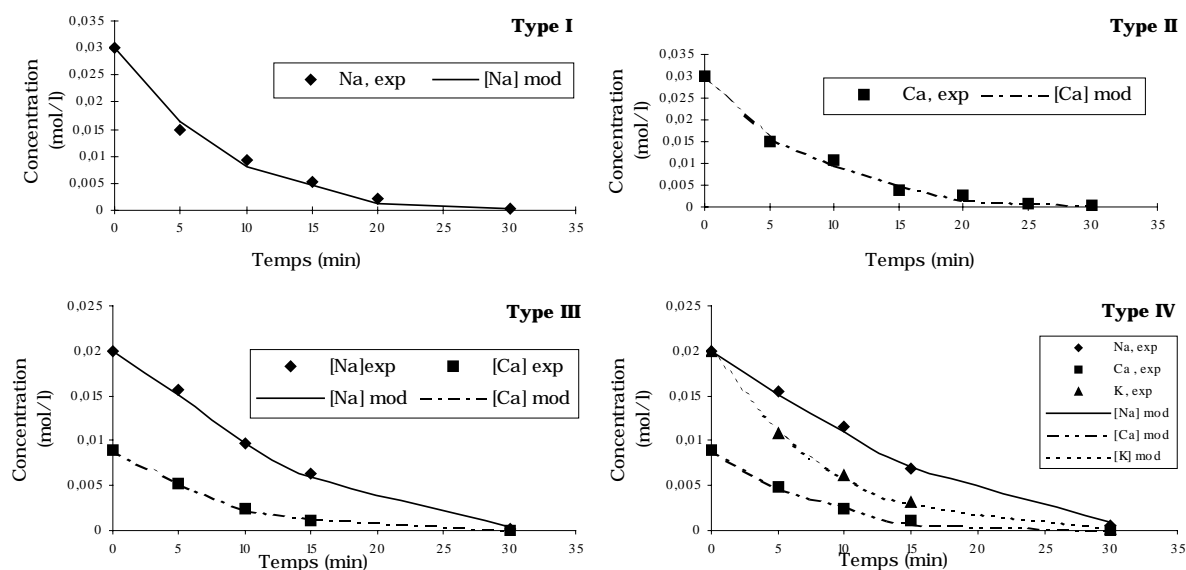 Type I
0,035
0,03
0,025
0,02
0,015
0,01
0,005
0
Concentration
(mol/l)
Na, exp [Na] mod
0 5 10 15 20 25 30 35
Temps (min)
Type II
0,035
0,03
0,025
0,02
0,015
0,01
0,005
0
Concentration
(mol/l)
Ca, exp [Ca] mod
0 5 10 15 20 25 30 35
Temps (min)
Type III
0,025
0,02
0,015
0,01
0,005
0
Concentration
(mol/l)
[Na]exp [Ca] exp
[Na] mod [Ca] mod
0 5 10 15 20 25 30 35
Temps (min)
Type IV
0,025
0,02
0,015
0,01
0,005
0
Concentration
(mol/l)
Na, exp
Ca, exp
K, exp
[Na] mod
[Ca] mod
[K] mod
0 5 10 15 20 25 30 35
Temps (min)